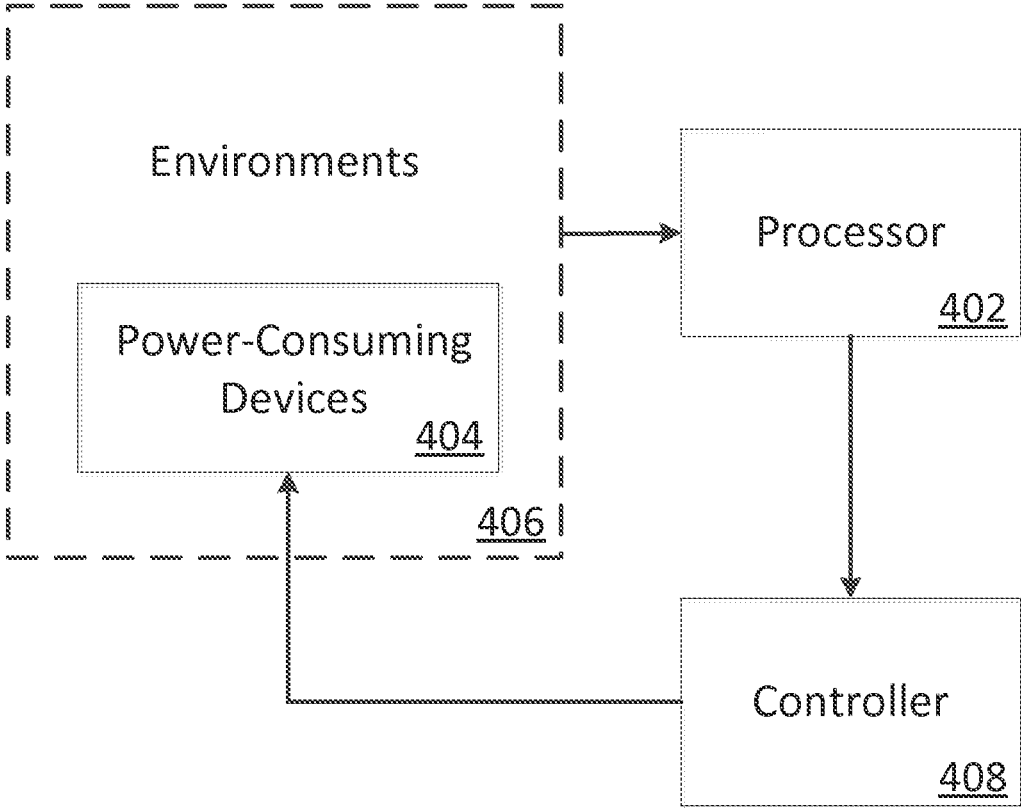 Environments
Power-Consuming
Devices
404
406
Processor
402
Controller
408